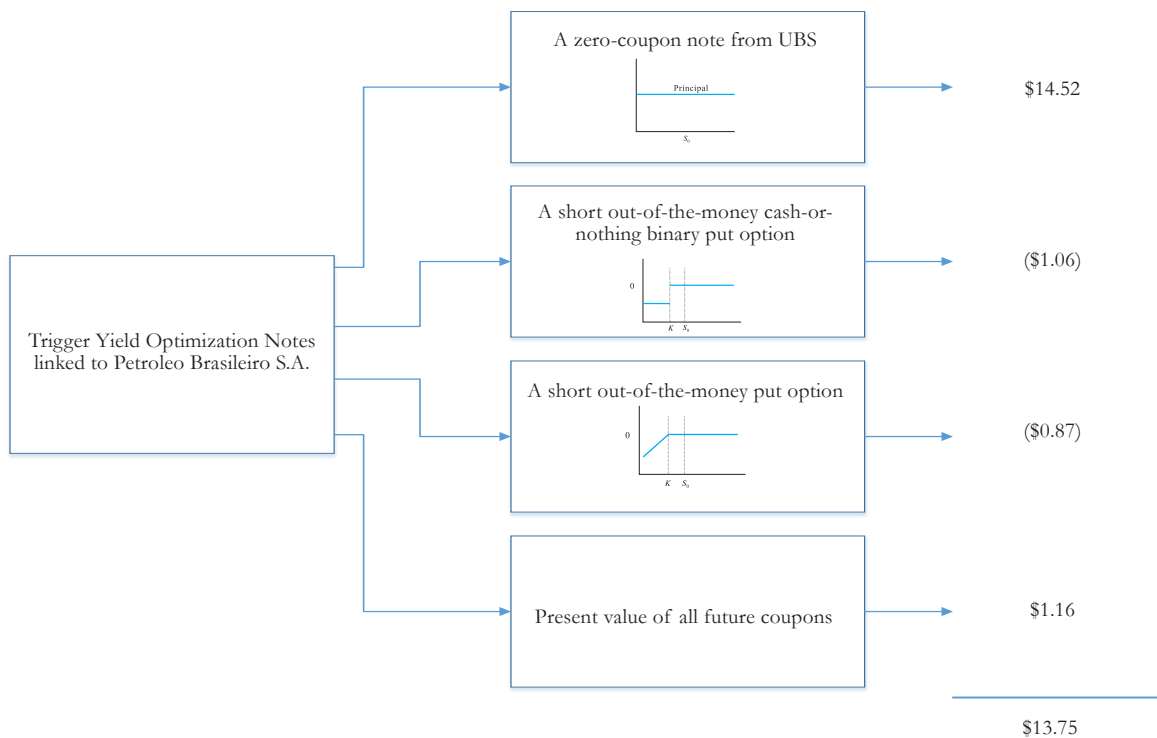 A zero-coupon note from UBS
Principal
S₀
$14.52
A short out-of-the-money cash-or-
nothing binary put option
0
K
S₀
($1.06)
Trigger Yield Optimization Notes
linked to Petroleo Brasileiro S.A.
A short out-of-the-money put option
0
K
S₀
($0.87)
Present value of all future coupons
$1.16
$13.75